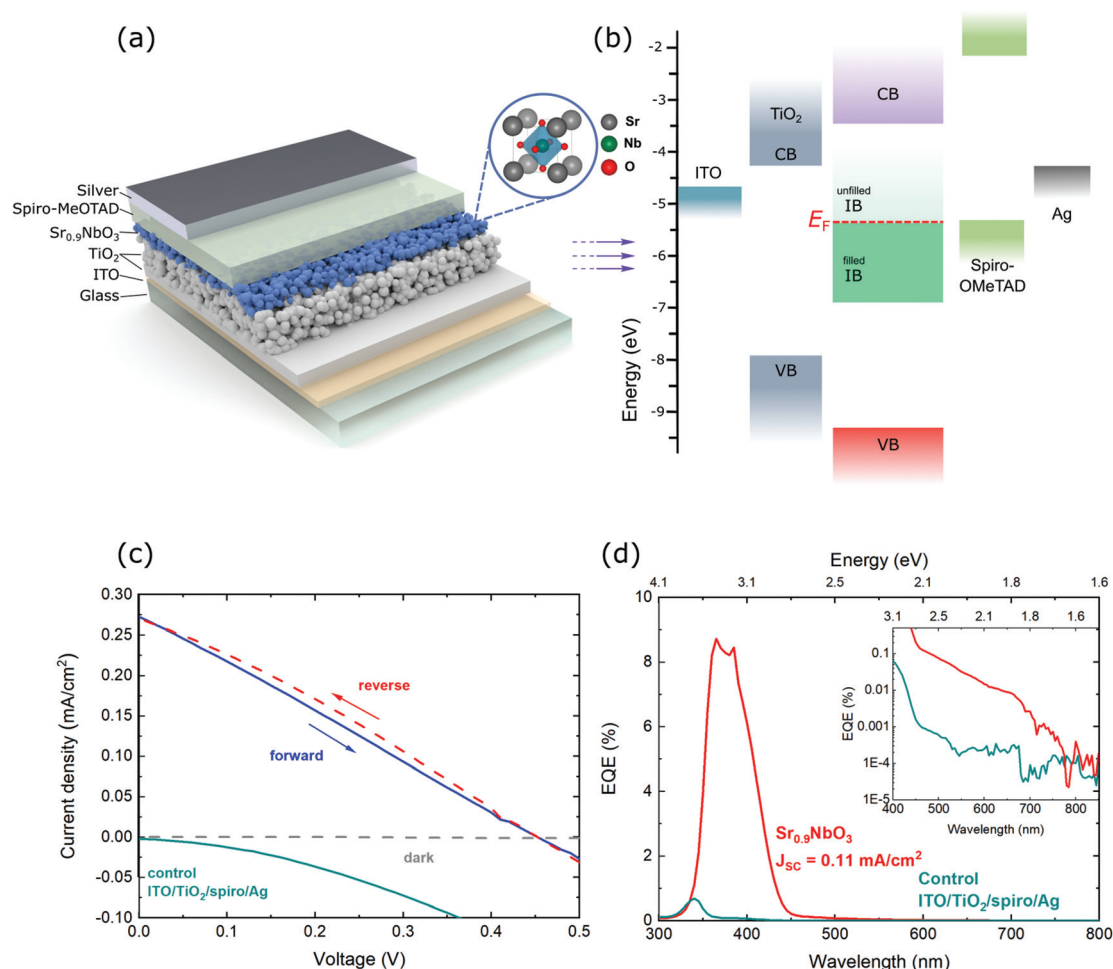 (a)
Silver
Spiro-MeOTAD
Sr0.9NbO3
TiO2
ITO
Glass
Sr
Nb
O
(b)
Energy (eV)
-2
-3
-4
-5
-6
-7
-8
-9
ITO
TiO2
CB
VB
CB
unfilled
IB
EF
filled
IB
VB
Spiro-
OMeTAD
Ag
(c)
Current density (mA/cm2)
0.30
0.25
0.20
0.15
0.10
0.05
0.00
-0.05
-0.10
reverse
forward
dark
control
ITO/TiO2/spiro/Ag
0.0 0.1 0.2 0.3 0.4 0.5
Voltage (V)
(d)
Energy (eV)
4.1 3.1 2.5 2.1 1.8 1.6
EQE (%)
10
8
6
4
2
0
3.1 2.5 2.1 1.8 1.6
EQE (%)
0.1
0.01
0.001
1E-4
1E-5
400 500 600 700 800
Wavelength (nm)
Sr0.9NbO3
JSC = 0.11 mA/cm2
Control
ITO/TiO2/spiro/Ag
300 400 500 600 700 800
Wavelength (nm)